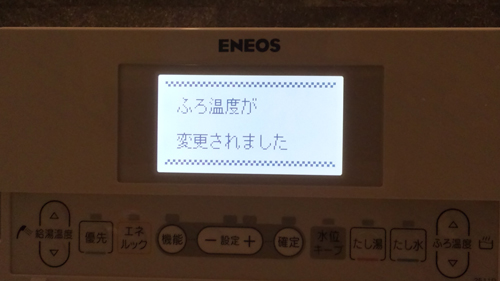 ENEOS
ふろ温度が
変更されました
給湯温度
優先
エネ
ルック
機能
－ 設定 ＋
確定
水位
キープ
たし湯
たし水
ふろ温度